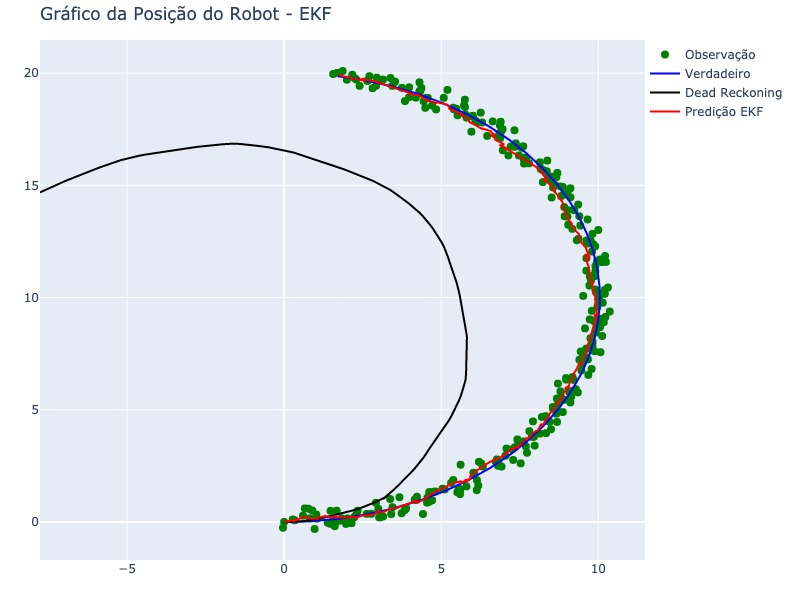 Gráfico da Posição do Robot - EKF
Observação
Verdadeiro
Dead Reckoning
Predição EKF
20
15
10
5
0
−5
0
5
10